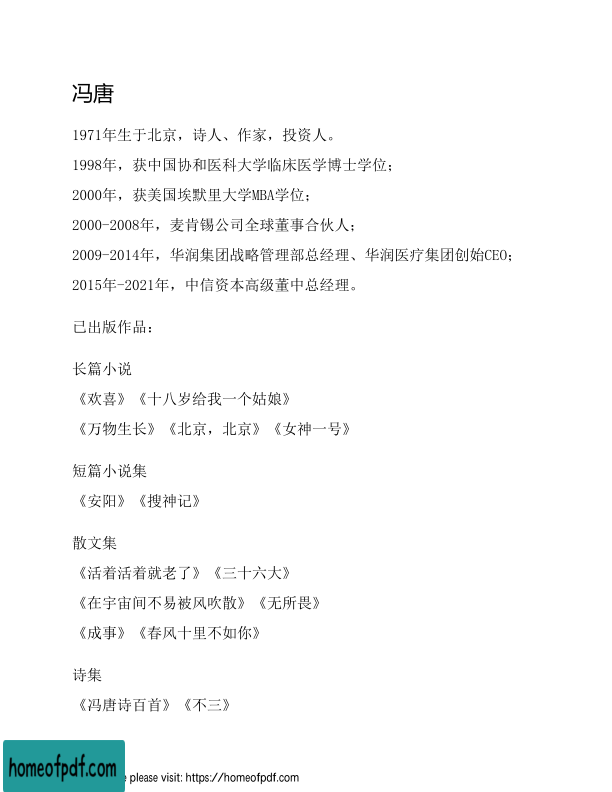 冯唐
1971年生于北京，诗人、作家，投资人。
1998年，获中国协和医科大学临床医学博士学位；
2000年，获美国埃默里大学MBA学位；
2000-2008年，麦肯锡公司全球董事合伙人；
2009-2014年，华润集团战略管理部总经理、华润医疗集团创始CEO；
2015年-2021年，中信资本高级董中总经理。
已出版作品：
长篇小说
《欢喜》《十八岁给我一个姑娘》
《万物生长》《北京，北京》《女神一号》
短篇小说集
《安阳》《搜神记》
散文集
《活着活着就老了》《三十六大》
《在宇宙间不易被风吹散》《无所畏》
《成事》《春风十里不如你》
诗集
《冯唐诗百首》《不三》
homeofpdf.com
please visit: https://homeofpdf.com